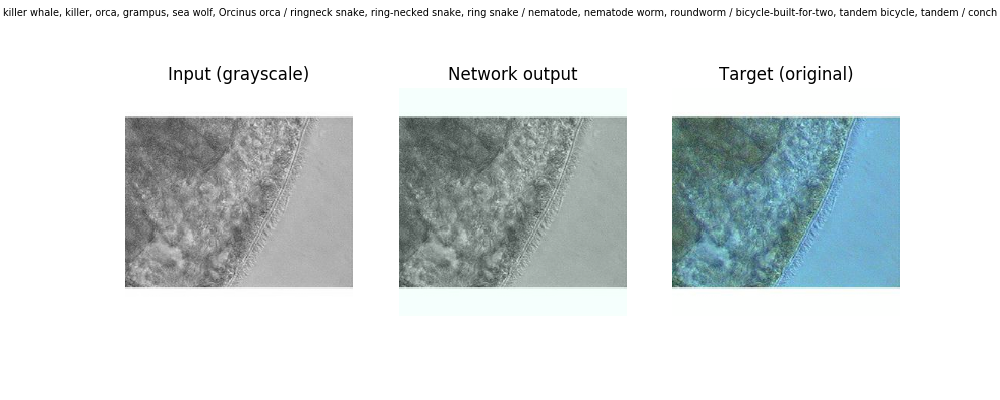 killer whale, killer, orca, grampus, sea wolf, Orcinus orca / ringneck snake, ring-necked snake, ring snake / nematode, nematode worm, roundworm / bicycle-built-for-two, tandem bicycle, tandem / conch
Input (grayscale)
Network output
Target (original)